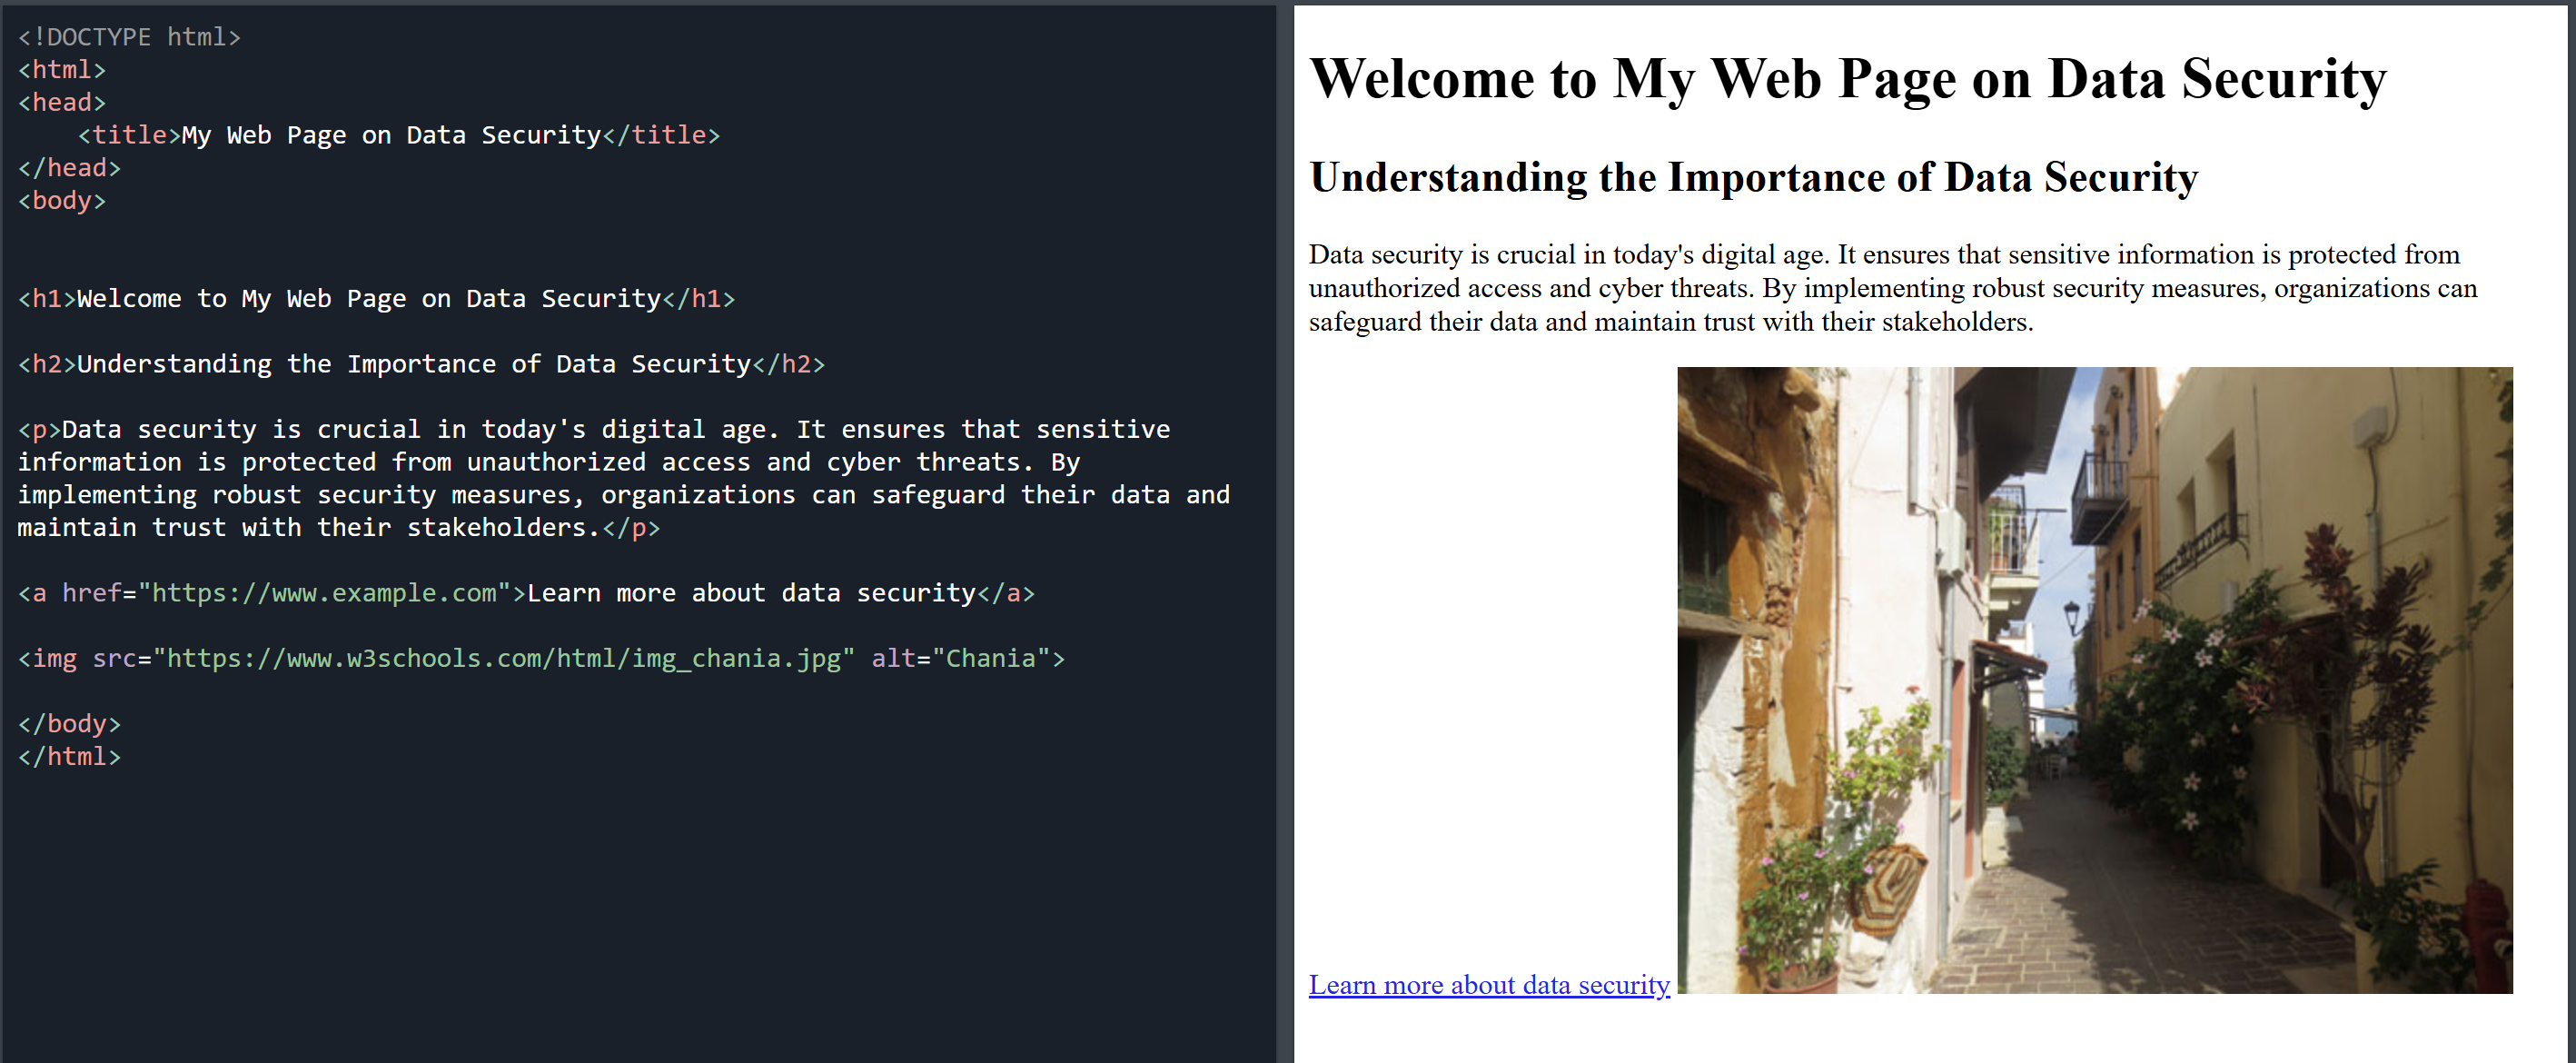 <!DOCTYPE html>
<html>
<head>
    <title>My Web Page on Data Security</title>
</head>
<body>
<h1>Welcome to My Web Page on Data Security</h1>
<h2>Understanding the Importance of Data Security</h2>
<p>Data security is crucial in today's digital age. It ensures that sensitive
information is protected from unauthorized access and cyber threats. By
implementing robust security measures, organizations can safeguard their data and
maintain trust with their stakeholders.</p>
<a href="https://www.example.com">Learn more about data security</a>
<img src="https://www.w3schools.com/html/img_chania.jpg" alt="Chania">
</body>
</html>
Welcome to My Web Page on Data Security
Understanding the Importance of Data Security
Data security is crucial in today's digital age. It ensures that sensitive information is protected from
unauthorized access and cyber threats. By implementing robust security measures, organizations can
safeguard their data and maintain trust with their stakeholders.
Learn more about data security